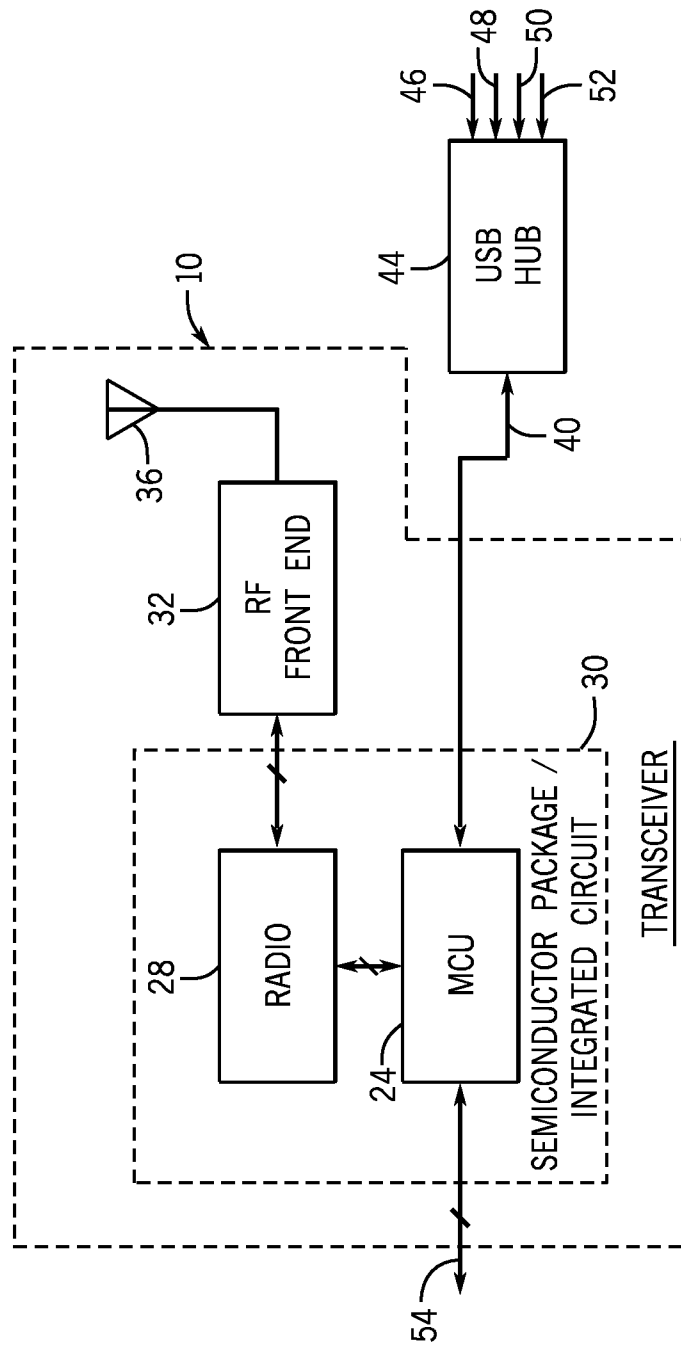 10
36
32
RF
FRONT END
28
RADIO
30
24
MCU
SEMICONDUCTOR PACKAGE /
INTEGRATED CIRCUIT
54
40
44
USB
HUB
46
48
50
52
TRANSCEIVER